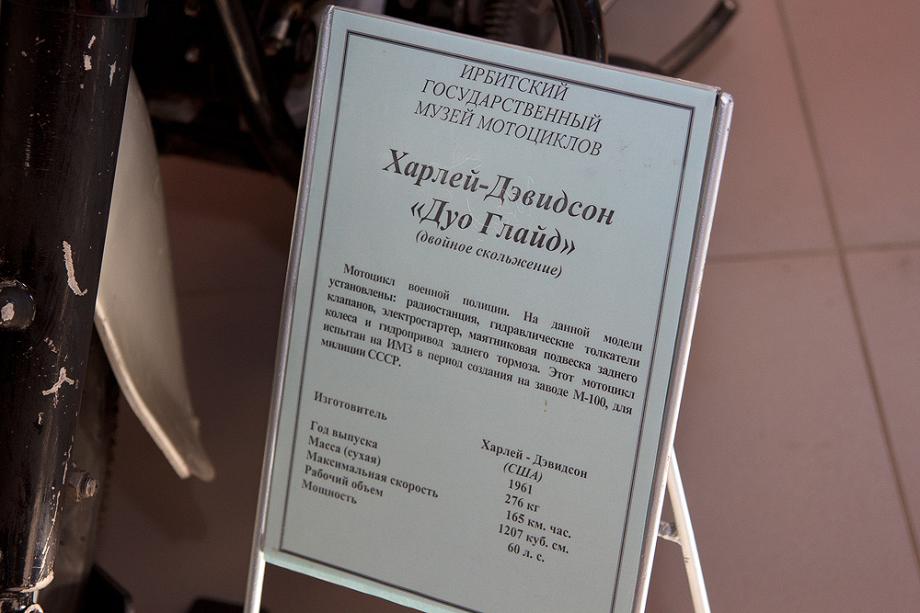 ИРБИТСКИЙ
ГОСУДАРСТВЕННЫЙ
МУЗЕЙ МОТОЦИКЛОВ
Харлей-Дэвидсон
«Дуо Глайд»
(двойное скольжение)
Мотоцикл военной полиции. На данной модели
установлены: радиостанция, гидравлические толкатели
клапанов, электростартер, маятниковая подвеска заднего
колеса и гидропривод заднего тормоза. Этот мотоцикл
испытан на ИМЗ в период создания на заводе М-100, для
милиции СССР.
Изготовитель Харлей - Дэвидсон
(США)
Год выпуска 1961
Масса (сухая) 276 кг
Максимальная скорость 165 км. час.
Рабочий объем 1207 куб. см.
Мощность 60 л. с.